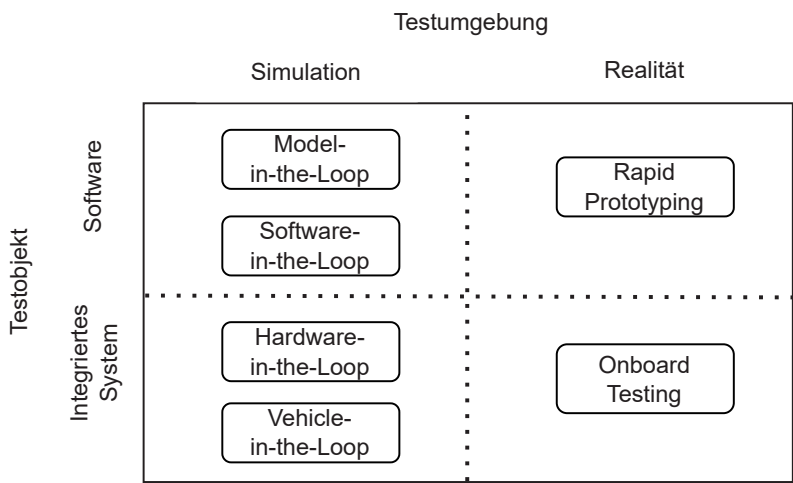 Testumgebung
Simulation
Realität
Testobjekt
Software
Model-
in-the-Loop
Software-
in-the-Loop
Rapid
Prototyping
Integriertes
System
Hardware-
in-the-Loop
Vehicle-
in-the-Loop
Onboard
Testing